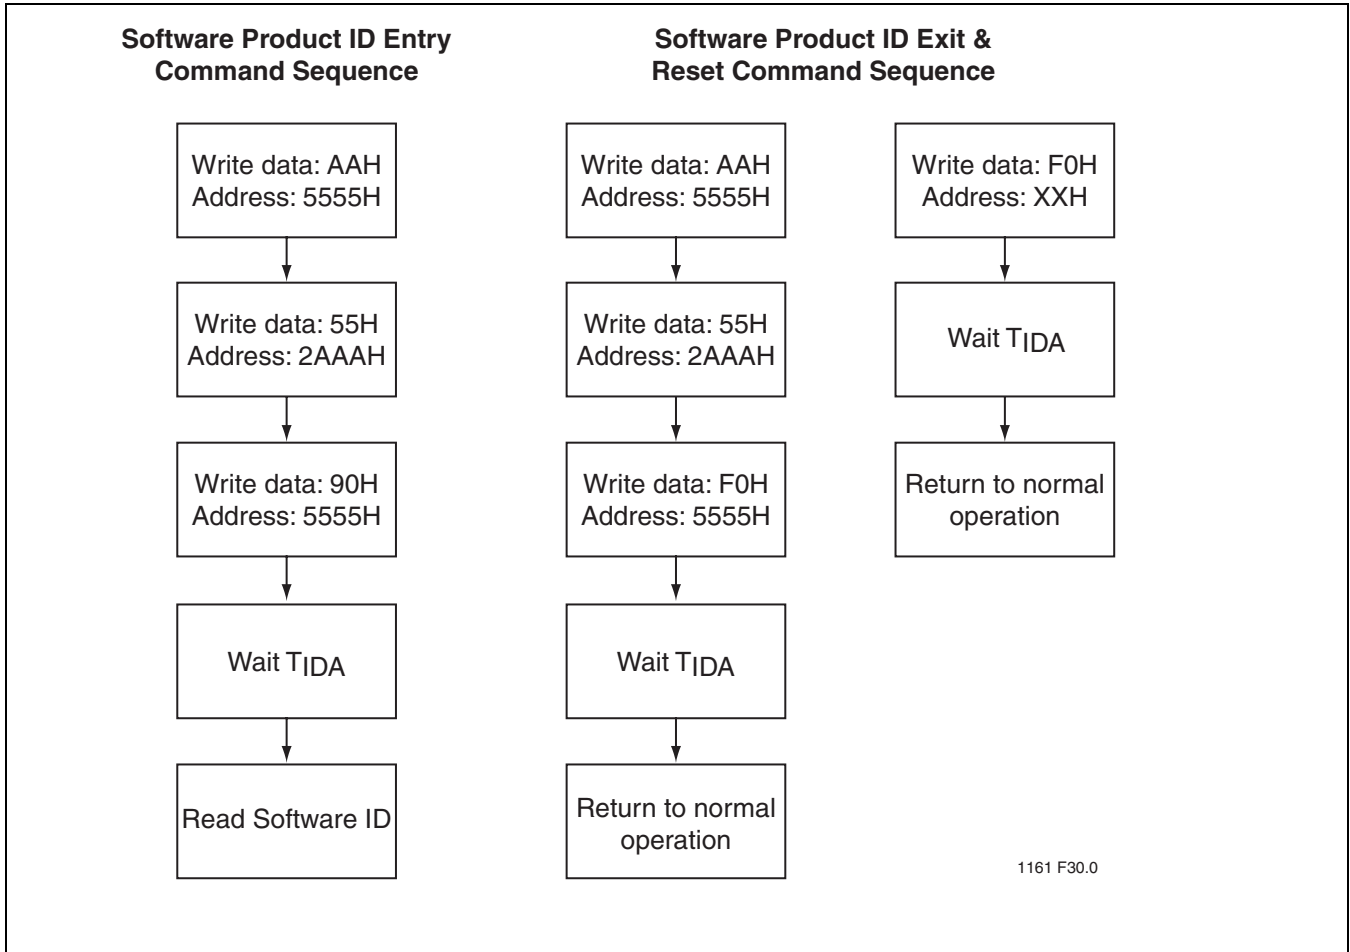 Software Product ID Entry
Command Sequence
Write data: AAH
Address: 5555H
Write data: 55H
Address: 2AAAH
Write data: 90H
Address: 5555H
Wait TIDA
Read Software ID
Software Product ID Exit &
Reset Command Sequence
Write data: AAH
Address: 5555H
Write data: 55H
Address: 2AAAH
Write data: F0H
Address: 5555H
Wait TIDA
Return to normal
operation
Write data: F0H
Address: XXH
Wait TIDA
Return to normal
operation
1161 F30.0